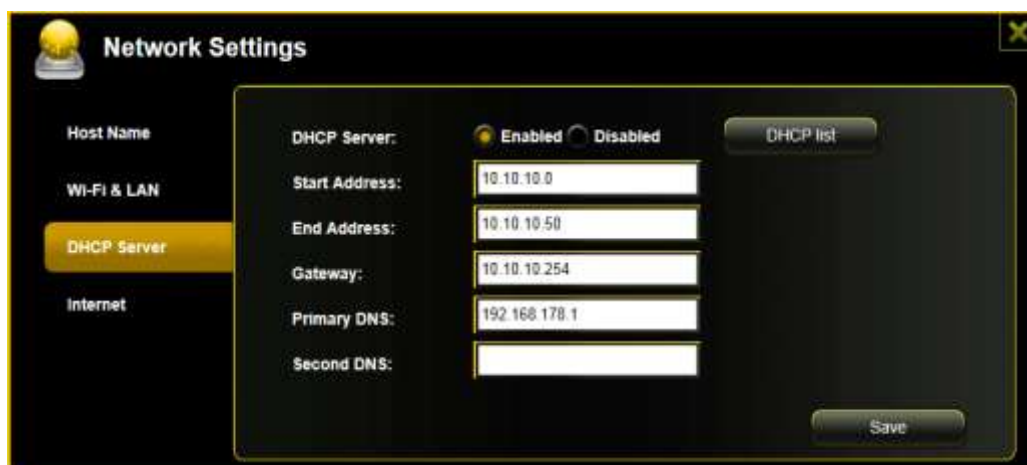 Network Settings
Host Name
Wi-Fi & LAN
DHCP Server
Internet
DHCP Server: Enabled Disabled DHCP list
Start Address: 10.10.10.0
End Address: 10.10.10.50
Gateway: 10.10.10.254
Primary DNS: 192.168.178.1
Second DNS:
Save